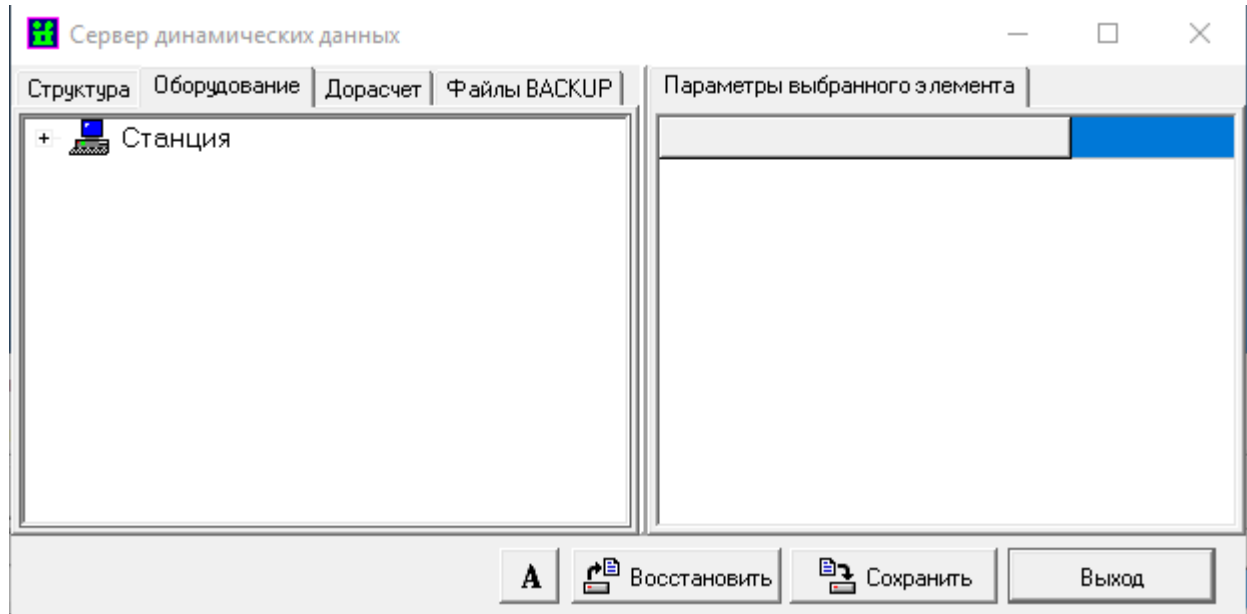 Сервер динамических данных
Структура Оборудование Дорасчет Файлы BACKUP Параметры выбранного элемента
Станция
A Восстановить Сохранить Выход